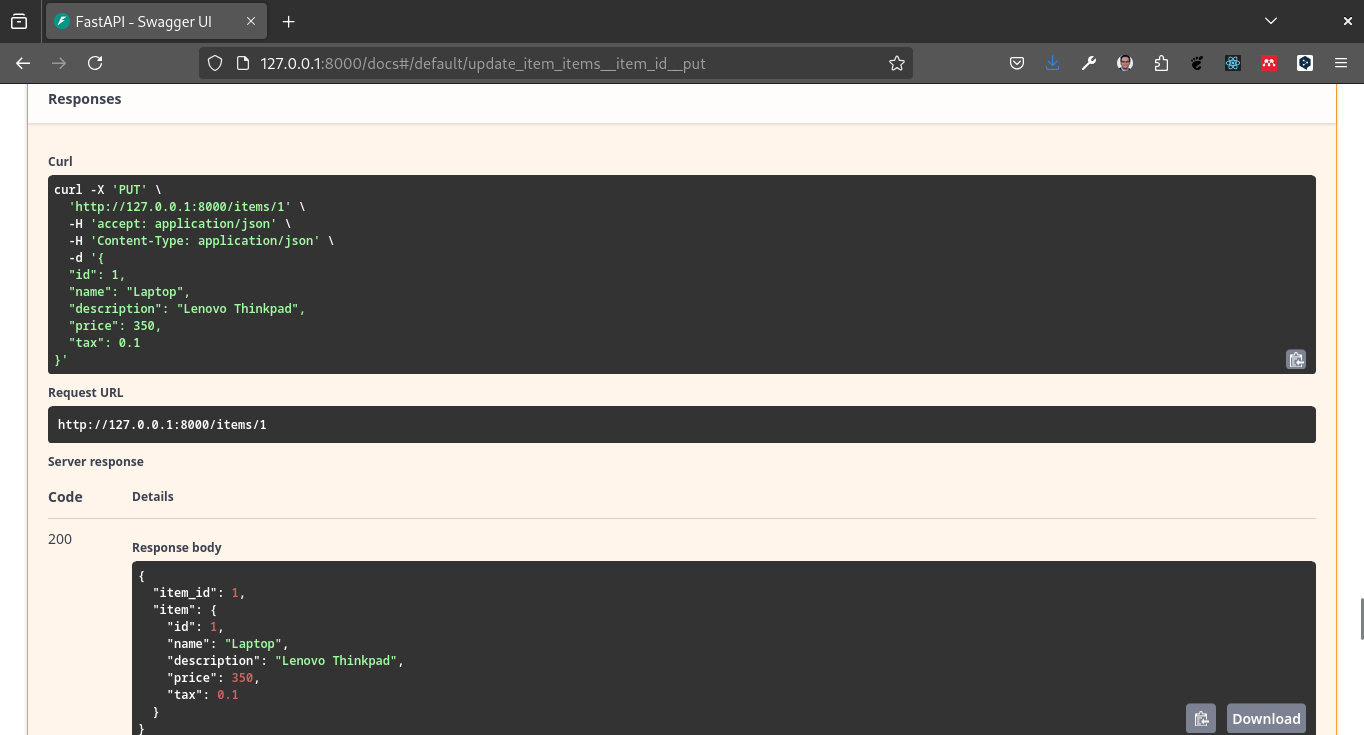 FastAPI - Swagger UI
127.0.0.1:8000/docs#/default/update_item_items__item_id__put
Responses
Curl
curl -X 'PUT' \
  'http://127.0.0.1:8000/items/1' \
  -H 'accept: application/json' \
  -H 'Content-Type: application/json' \
  -d '{
  "id": 1,
  "name": "Laptop",
  "description": "Lenovo Thinkpad",
  "price": 350,
  "tax": 0.1
}'
Request URL
http://127.0.0.1:8000/items/1
Server response
Code Details
200
Response body
{
  "item_id": 1,
  "item": {
    "id": 1,
    "name": "Laptop",
    "description": "Lenovo Thinkpad",
    "price": 350,
    "tax": 0.1
  }
}
Download